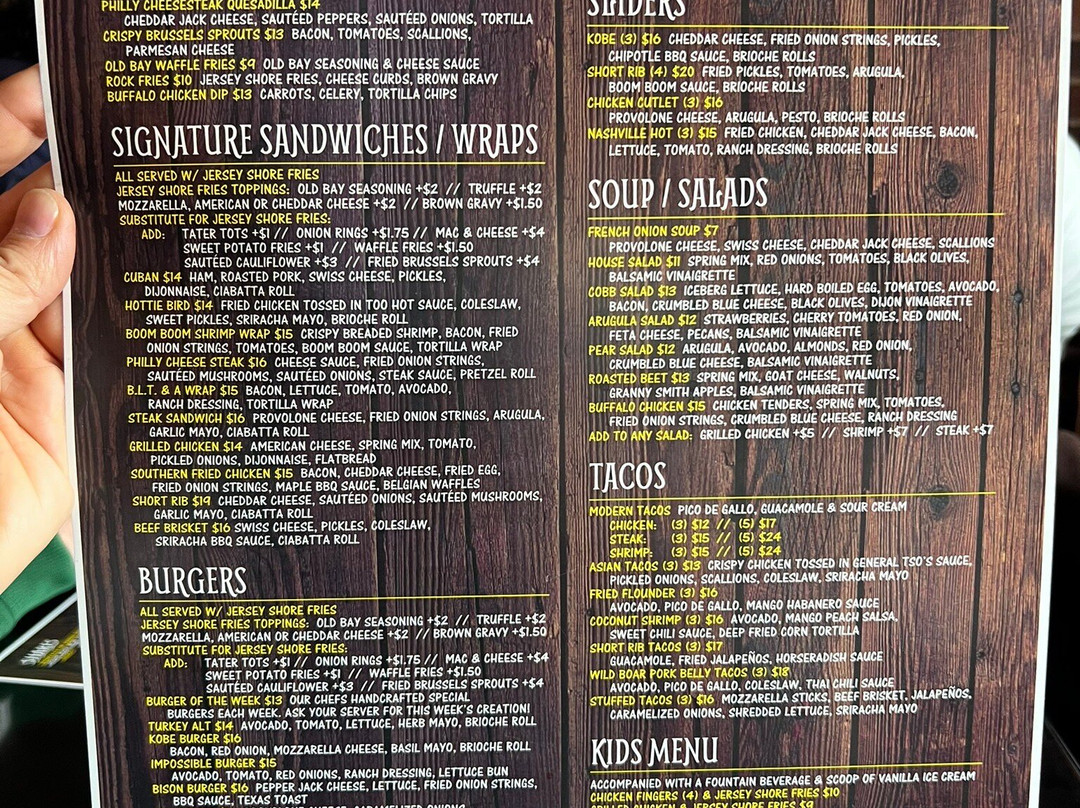 PHILLY CHEESESTEAK QUESADILLA $14
CHEDDAR JACK CHEESE, SAUTÉED PEPPERS, SAUTÉED ONIONS, TORTILLA
CRISPY BRUSSELS SPROUTS $13 BACON, TOMATOES, SCALLIONS,
PARMESAN CHEESE
OLD BAY WAFFLE FRIES $9 OLD BAY SEASONING & CHEESE SAUCE
ROCK FRIES $10 JERSEY SHORE FRIES, CHEESE CURDS, BROWN GRAVY
BUFFALO CHICKEN DIP $13 CARROTS, CELERY, TORTILLA CHIPS
SIGNATURE SANDWICHES / WRAPS
ALL SERVED W/ JERSEY SHORE FRIES
JERSEY SHORE FRIES TOPPINGS: OLD BAY SEASONING +$2 // TRUFFLE +$2
MOZZARELLA, AMERICAN OR CHEDDAR CHEESE +$2 // BROWN GRAVY +$1.50
SUBSTITUTE FOR JERSEY SHORE FRIES:
ADD: TATER TOTS +$1 // ONION RINGS +$1.75 // MAC & CHEESE +$4
SWEET POTATO FRIES +$1 // WAFFLE FRIES +$1.50
SAUTÉED CAULIFLOWER +$3 // FRIED BRUSSELS SPROUTS +$4
CUBAN $14 HAM, ROASTED PORK, SWISS CHEESE, PICKLES,
DIJONNAISE, CIABATTA ROLL
HOTTIE BIRD $14 FRIED CHICKEN TOSSED IN TOO HOT SAUCE, COLESLAW,
SWEET PICKLES, SRIRACHA MAYO, BRIOCHE ROLL
BOOM BOOM SHRIMP WRAP $15 CRISPY BREADED SHRIMP, BACON, FRIED
ONION STRINGS, TOMATOES, BOOM BOOM SAUCE, TORTILLA WRAP
PHILLY CHEESE STEAK $16 CHEESE SAUCE, FRIED ONION STRINGS,
SAUTÉED MUSHROOMS, SAUTÉED ONIONS, STEAK SAUCE, PRETZEL ROLL
B.L.T. & A WRAP $15 BACON, LETTUCE, TOMATO, AVOCADO,
RANCH DRESSING, TORTILLA WRAP
STEAK SANDWICH $16 PROVOLONE CHEESE, FRIED ONION STRINGS, ARUGULA,
GARLIC MAYO, CIABATTA ROLL
GRILLED CHICKEN $14 AMERICAN CHEESE, SPRING MIX, TOMATO,
PICKLED ONIONS, DIJONNAISE, FLATBREAD
SOUTHERN FRIED CHICKEN $15 BACON, CHEDDAR CHEESE, FRIED EGG,
FRIED ONION STRINGS, MAPLE BBQ SAUCE, BELGIAN WAFFLES
SHORT RIB $19 CHEDDAR CHEESE, SAUTÉED ONIONS, SAUTÉED MUSHROOMS,
GARLIC MAYO, CIABATTA ROLL
BEEF BRISKET $16 SWISS CHEESE, PICKLES, COLESLAW,
SRIRACHA BBQ SAUCE, CIABATTA ROLL
BURGERS
ALL SERVED W/ JERSEY SHORE FRIES
JERSEY SHORE FRIES TOPPINGS: OLD BAY SEASONING +$2 // TRUFFLE +$2
MOZZARELLA, AMERICAN OR CHEDDAR CHEESE +$2 // BROWN GRAVY +$1.50
SUBSTITUTE FOR JERSEY SHORE FRIES:
ADD: TATER TOTS +$1 // ONION RINGS +$1.75 // MAC & CHEESE +$4
SWEET POTATO FRIES +$1 // WAFFLE FRIES +$1.50
SAUTÉED CAULIFLOWER +$3 // FRIED BRUSSELS SPROUTS +$4
BURGER OF THE WEEK $13 OUR CHEFS HANDCRAFTED SPECIAL
BURGERS EACH WEEK. ASK YOUR SERVER FOR THIS WEEK'S CREATION!
TURKEY ALT $14 AVOCADO, TOMATO, LETTUCE, HERB MAYO, BRIOCHE ROLL
KOBE BURGER $16
BACON, RED ONION, MOZZARELLA CHEESE, BASIL MAYO, BRIOCHE ROLL
IMPOSSIBLE BURGER $15
AVOCADO, TOMATO, RED ONIONS, RANCH DRESSING, LETTUCE BUN
BISON BURGER $16 PEPPER JACK CHEESE, LETTUCE, FRIED ONION STRINGS,
BBQ SAUCE, TEXAS TOAST
SLIDERS
KOBE (3) $16 CHEDDAR CHEESE, FRIED ONION STRINGS, PICKLES,
CHIPOTLE BBQ SAUCE, BRIOCHE ROLLS
SHORT RIB (4) $20 FRIED PICKLES, TOMATOES, ARUGULA,
BOOM BOOM SAUCE, BRIOCHE ROLLS
CHICKEN CUTLET (3) $16
PROVOLONE CHEESE, ARUGULA, PESTO, BRIOCHE ROLLS
NASHVILLE HOT (3) $15 FRIED CHICKEN, CHEDDAR JACK CHEESE, BACON,
LETTUCE, TOMATO, RANCH DRESSING, BRIOCHE ROLLS
SOUP / SALADS
FRENCH ONION SOUP $7
PROVOLONE CHEESE, SWISS CHEESE, CHEDDAR JACK CHEESE, SCALLIONS
HOUSE SALAD $11 SPRING MIX, RED ONIONS, TOMATOES, BLACK OLIVES,
BALSAMIC VINAIGRETTE
COBB SALAD $13 ICEBERG LETTUCE, HARD BOILED EGG, TOMATOES, AVOCADO,
BACON, CRUMBLED BLUE CHEESE, BLACK OLIVES, DIJON VINAIGRETTE
ARUGULA SALAD $12 STRAWBERRIES, CHERRY TOMATOES, RED ONION,
FETA CHEESE, PECANS, BALSAMIC VINAIGRETTE
PEAR SALAD $12 ARUGULA, AVOCADO, ALMONDS, RED ONION,
CRUMBLED BLUE CHEESE, BALSAMIC VINAIGRETTE
ROASTED BEET $13 SPRING MIX, GOAT CHEESE, WALNUTS,
GRANNY SMITH APPLES, BALSAMIC VINAIGRETTE
BUFFALO CHICKEN $15 CHICKEN TENDERS, SPRING MIX, TOMATOES,
FRIED ONION STRINGS, CRUMBLED BLUE CHEESE, RANCH DRESSING
ADD TO ANY SALAD: GRILLED CHICKEN +$5 // SHRIMP +$7 // STEAK +$7
TACOS
MODERN TACOS PICO DE GALLO, GUACAMOLE & SOUR CREAM
CHICKEN: (3) $12 // (5) $17
STEAK: (3) $15 // (5) $24
SHRIMP: (3) $15 // (5) $24
ASIAN TACOS (3) $13 CRISPY CHICKEN TOSSED IN GENERAL TSO'S SAUCE,
PICKLED ONIONS, SCALLIONS, COLESLAW, SRIRACHA MAYO
FRIED FLOUNDER (3) $16
AVOCADO, PICO DE GALLO, MANGO HABANERO SAUCE
COCONUT SHRIMP (3) $16 AVOCADO, MANGO PEACH SALSA,
SWEET CHILI SAUCE, DEEP FRIED CORN TORTILLA
SHORT RIB TACOS (3) $17
GUACAMOLE, FRIED JALAPEÑOS, HORSERADISH SAUCE
WILD BOAR PORK BELLY TACOS (3) $18
AVOCADO, PICO DE GALLO, COLESLAW, THAI CHILI SAUCE
STUFFED TACOS (3) $16 MOZZARELLA STICKS, BEEF BRISKET, JALAPEÑOS,
CARAMELIZED ONIONS, SHREDDED LETTUCE, SRIRACHA MAYO
KIDS MENU
ACCOMPANIED WITH A FOUNTAIN BEVERAGE & SCOOP OF VANILLA ICE CREAM
CHICKEN FINGERS (4) & JERSEY SHORE FRIES $10
GRILLED CHICKEN & JERSEY SHORE FRIES $9